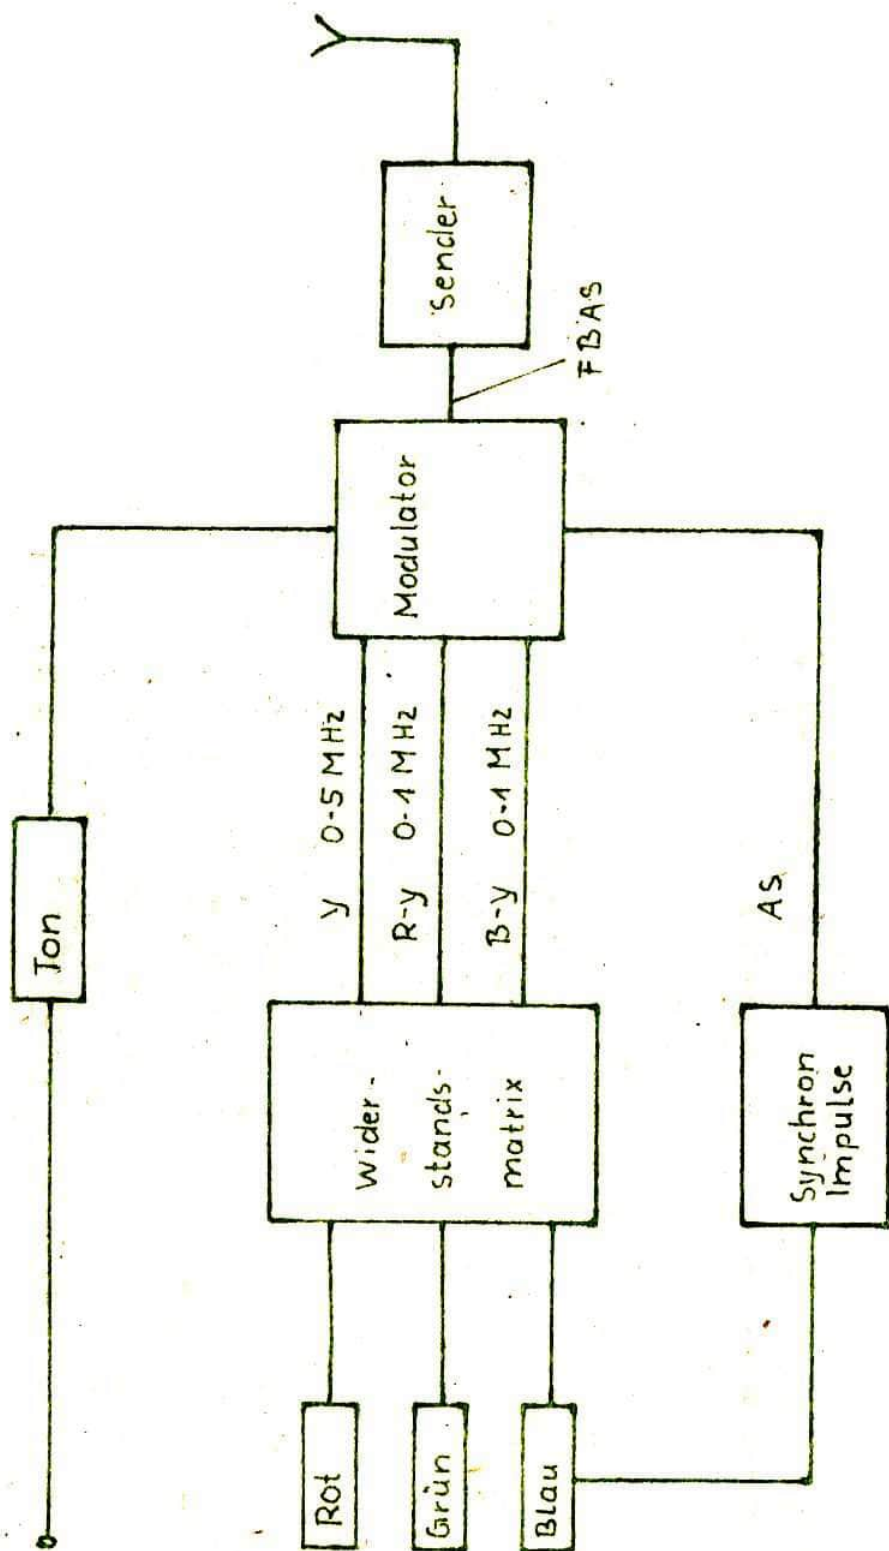 Ton
Rot
Grün
Blau
Wider-
stands-
matrix
Y 0-5 MHz
R-y 0-1 MHz
B-y 0-1 MHz
Modulator
FBAS
Sender
Synchron
Impulse
AS